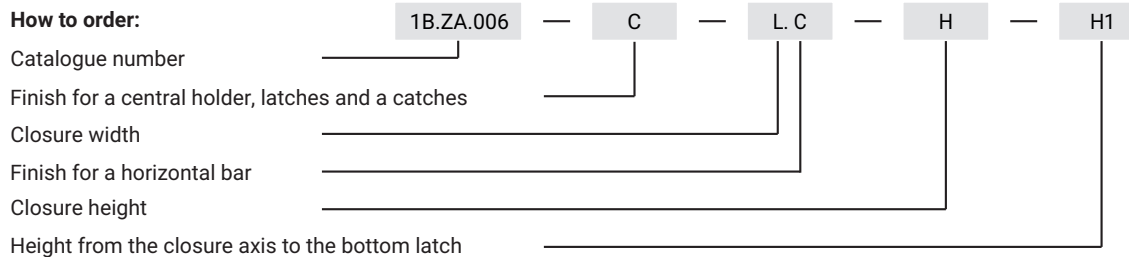 How to order: 1B.ZA.006 — C — L. C — H — H1
Catalogue number
Finish for a central holder, latches and a catches
Closure width
Finish for a horizontal bar
Closure height
Height from the closure axis to the bottom latch